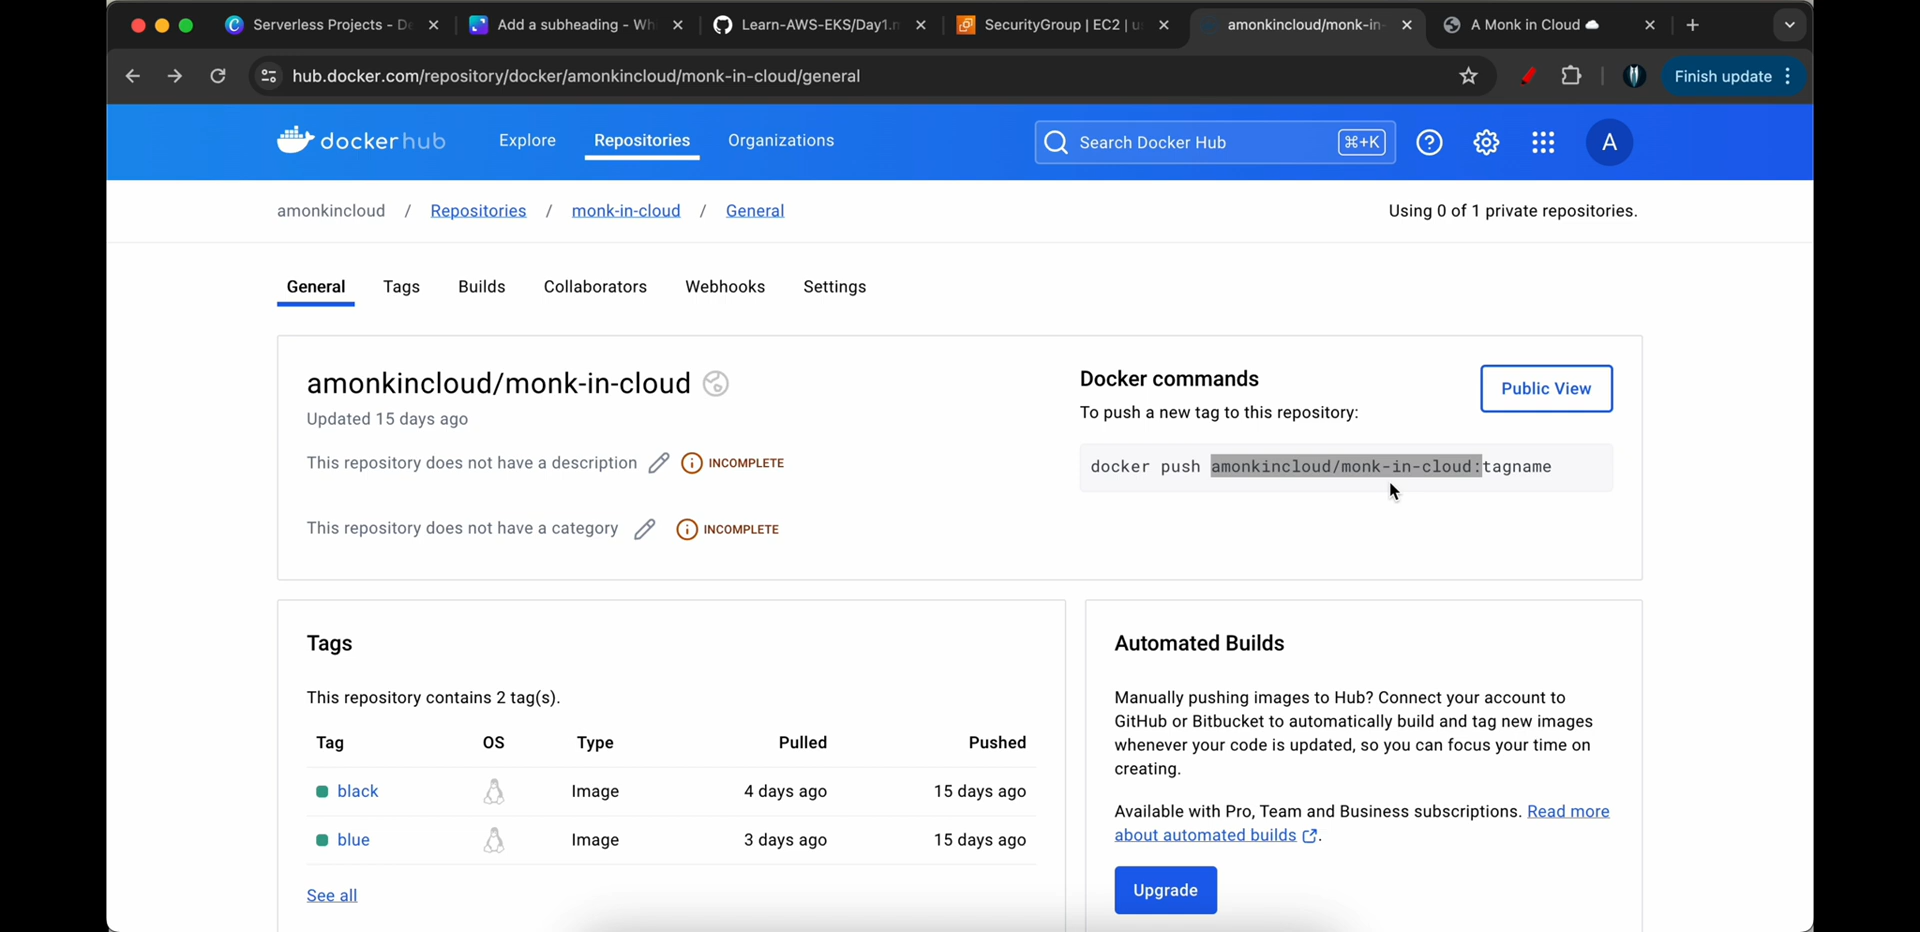 Serverless Projects - De
Add a subheading - Wh
Learn-AWS-EKS/Day1.m
SecurityGroup | EC2 | u
amonkincloud/monk-in-
A Monk in Cloud
hub.docker.com/repository/docker/amonkincloud/monk-in-cloud/general
Finish update
dockerhub
Explore
Repositories
Organizations
Search Docker Hub
⌘+K
A
amonkincloud / Repositories / monk-in-cloud / General
Using 0 of 1 private repositories.
General
Tags
Builds
Collaborators
Webhooks
Settings
amonkincloud/monk-in-cloud
Updated 15 days ago
This repository does not have a description
INCOMPLETE
This repository does not have a category
INCOMPLETE
Docker commands
Public View
To push a new tag to this repository:
docker push amonkincloud/monk-in-cloud:tagname
Tags
This repository contains 2 tag(s).
Tag OS Type Pulled Pushed
black Image 4 days ago 15 days ago
blue Image 3 days ago 15 days ago
See all
Automated Builds
Manually pushing images to Hub? Connect your account to
GitHub or Bitbucket to automatically build and tag new images
whenever your code is updated, so you can focus your time on
creating.
Available with Pro, Team and Business subscriptions. Read more
about automated builds.
Upgrade